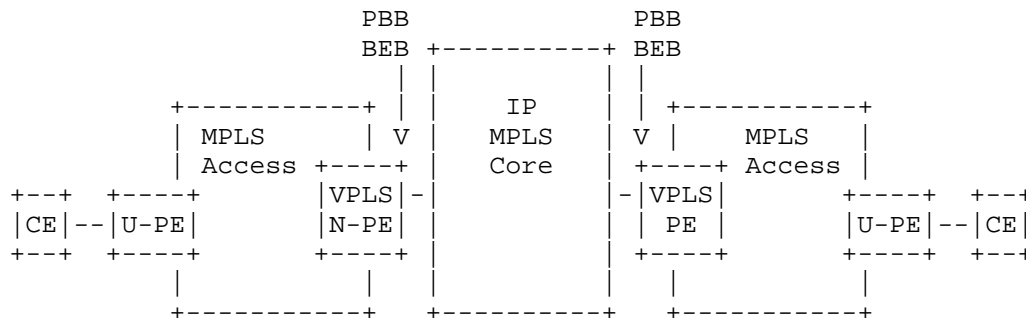 PBB PBB
BEB BEB
IP
MPLS V MPLS V MPLS
Access Core Access
VPLS VPLS
CE U-PE N-PE PE U-PE CE